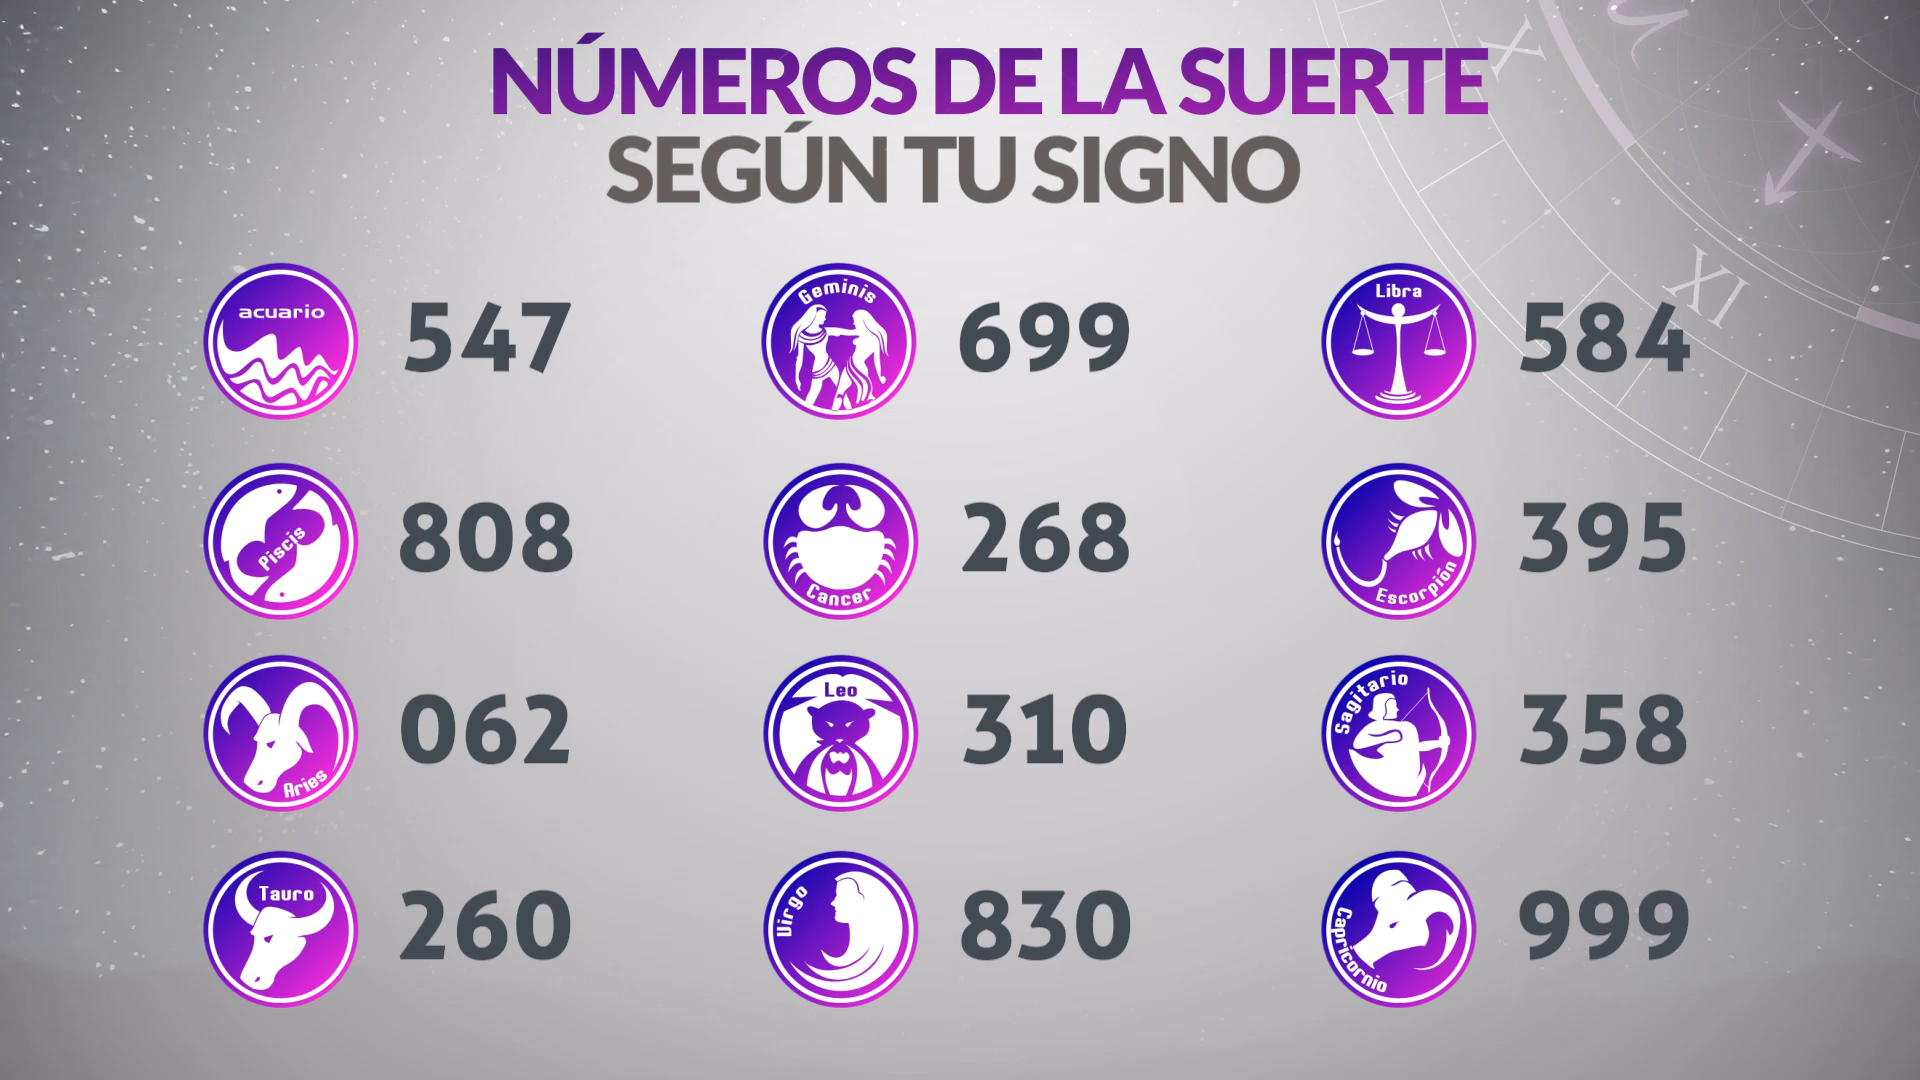 NÚMEROS DE LA SUERTE
SEGÚN TU SIGNO
acuario 547
Geminis 699
Libra 584
Piscis 808
Cancer 268
Escorpión 395
Aries 062
Leo 310
Sagitario 358
Tauro 260
Virgo 830
Capricornio 999
X
XI